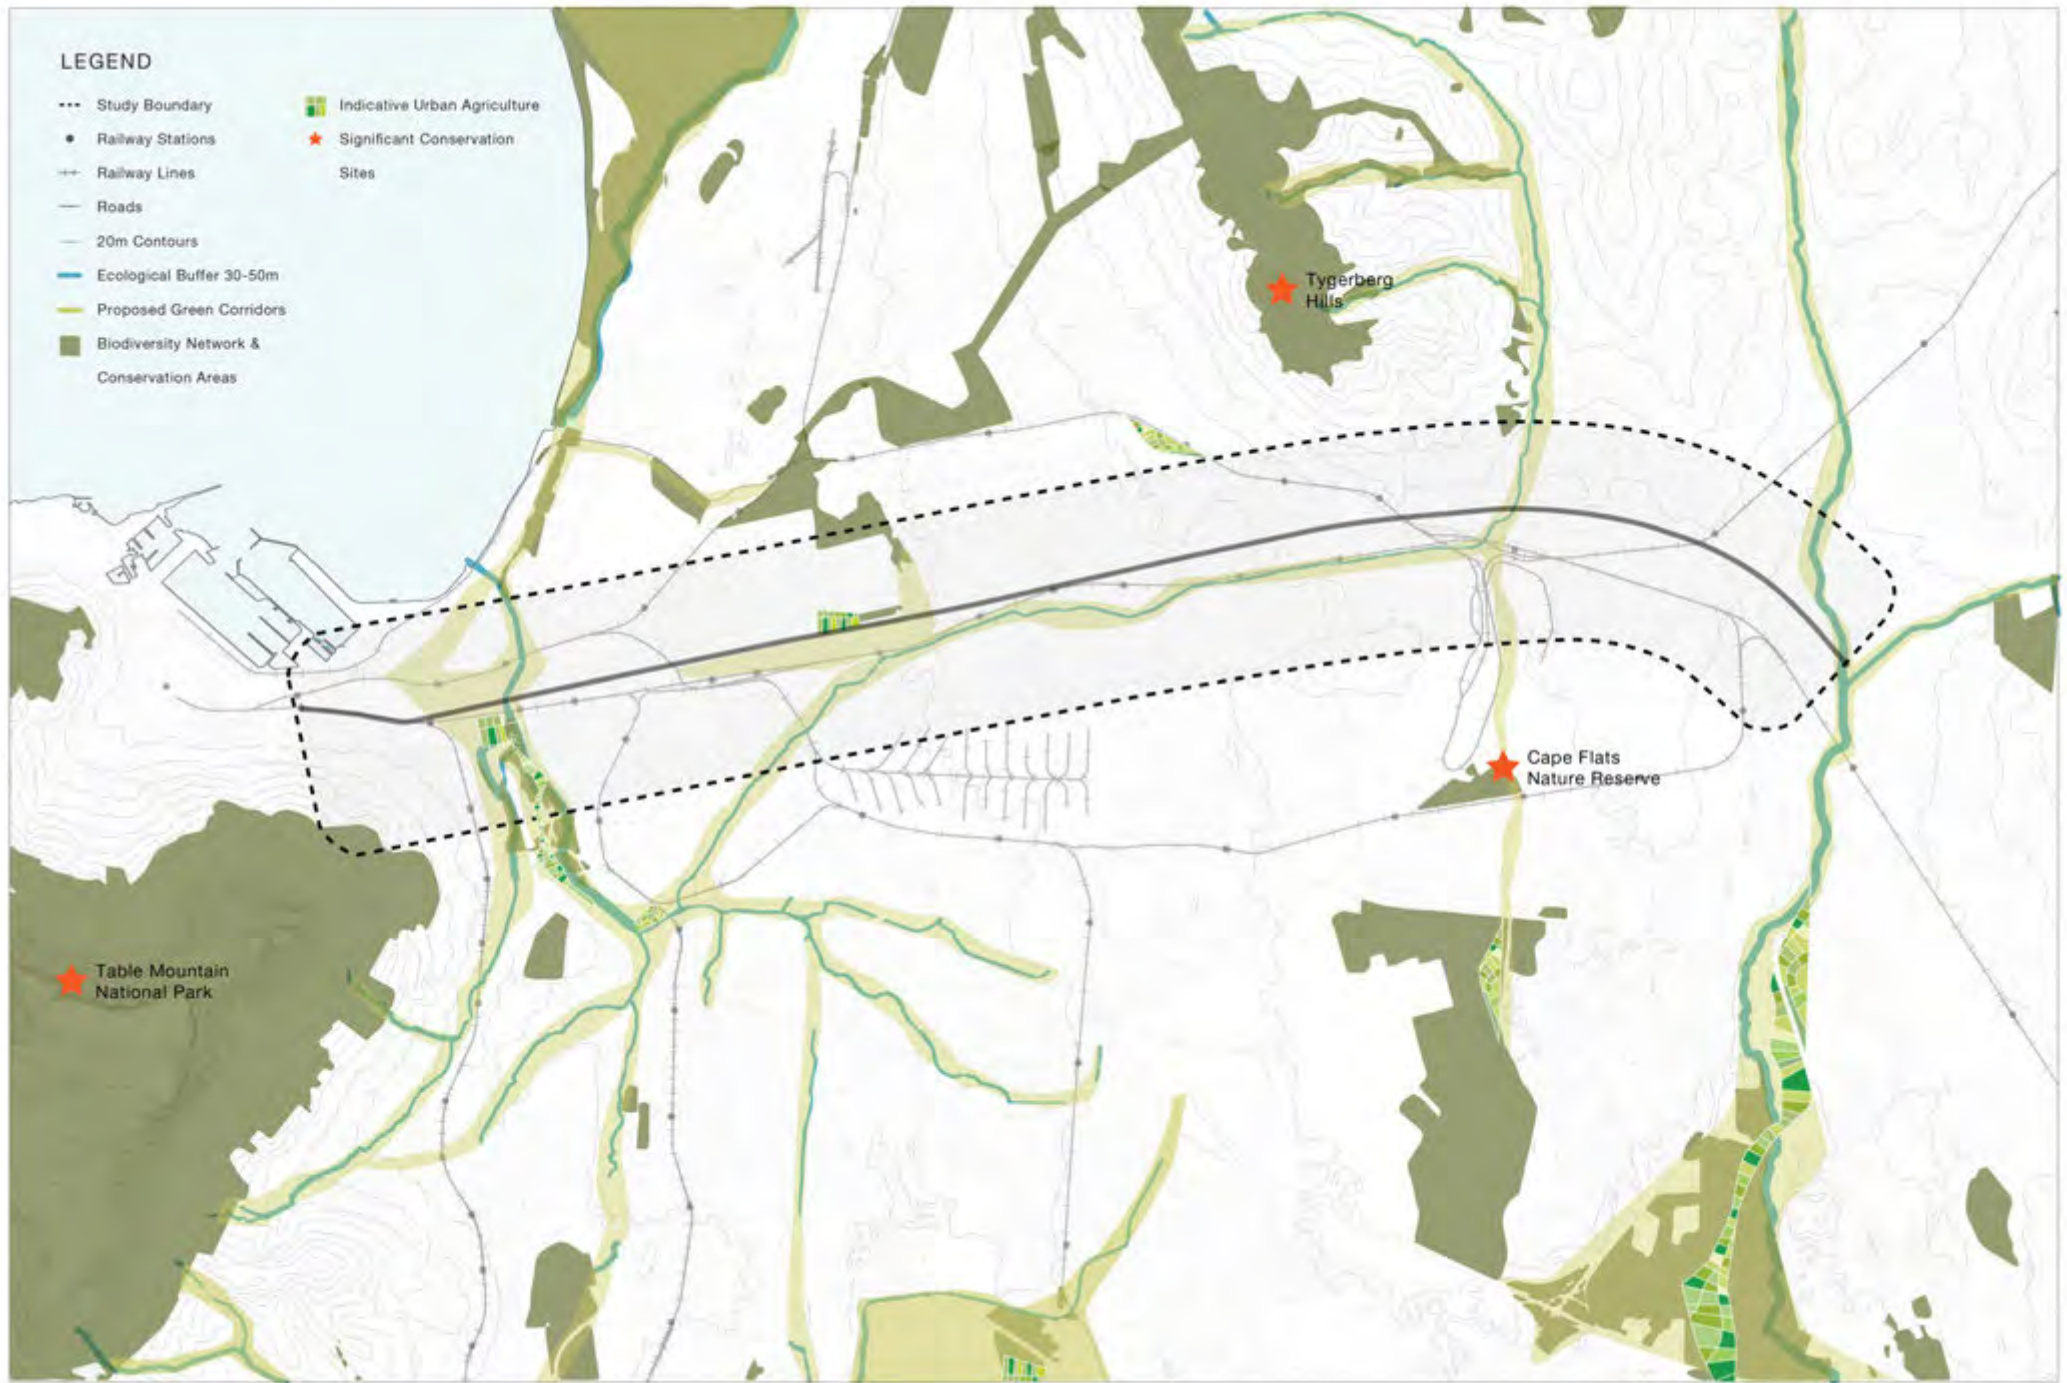 LEGEND
Study Boundary
Railway Stations
Railway Lines
Roads
20m Contours
Ecological Buffer 30-50m
Proposed Green Corridors
Biodiversity Network &
Conservation Areas
Indicative Urban Agriculture
Significant Conservation
Sites
Tygerberg
Hills
Cape Flats
Nature Reserve
Table Mountain
National Park